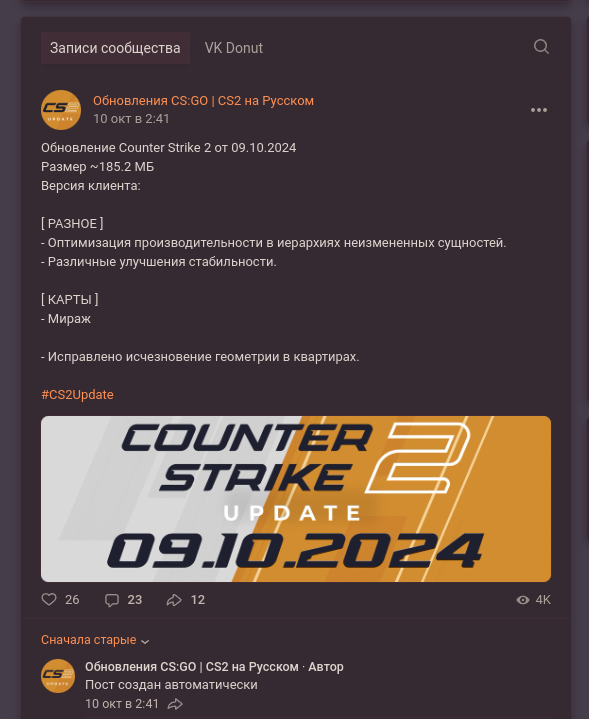 Записи сообщества VK Donut
CS UPDATE
Обновления CS:GO | CS2 на Русском
10 окт в 2:41
Обновление Counter Strike 2 от 09.10.2024
Размер ~185.2 МБ
Версия клиента:
[ РАЗНОЕ ]
- Оптимизация производительности в иерархиях неизмененных сущностей.
- Различные улучшения стабильности.
[ КАРТЫ ]
- Мираж
- Исправлено исчезновение геометрии в квартирах.
#CS2Update
COUNTER
STRIKE 2
UPDATE
09.10.2024
26 23 12 4K
Сначала старые
CS UPDATE
Обновления CS:GO | CS2 на Русском · Автор
Пост создан автоматически
10 окт в 2:41